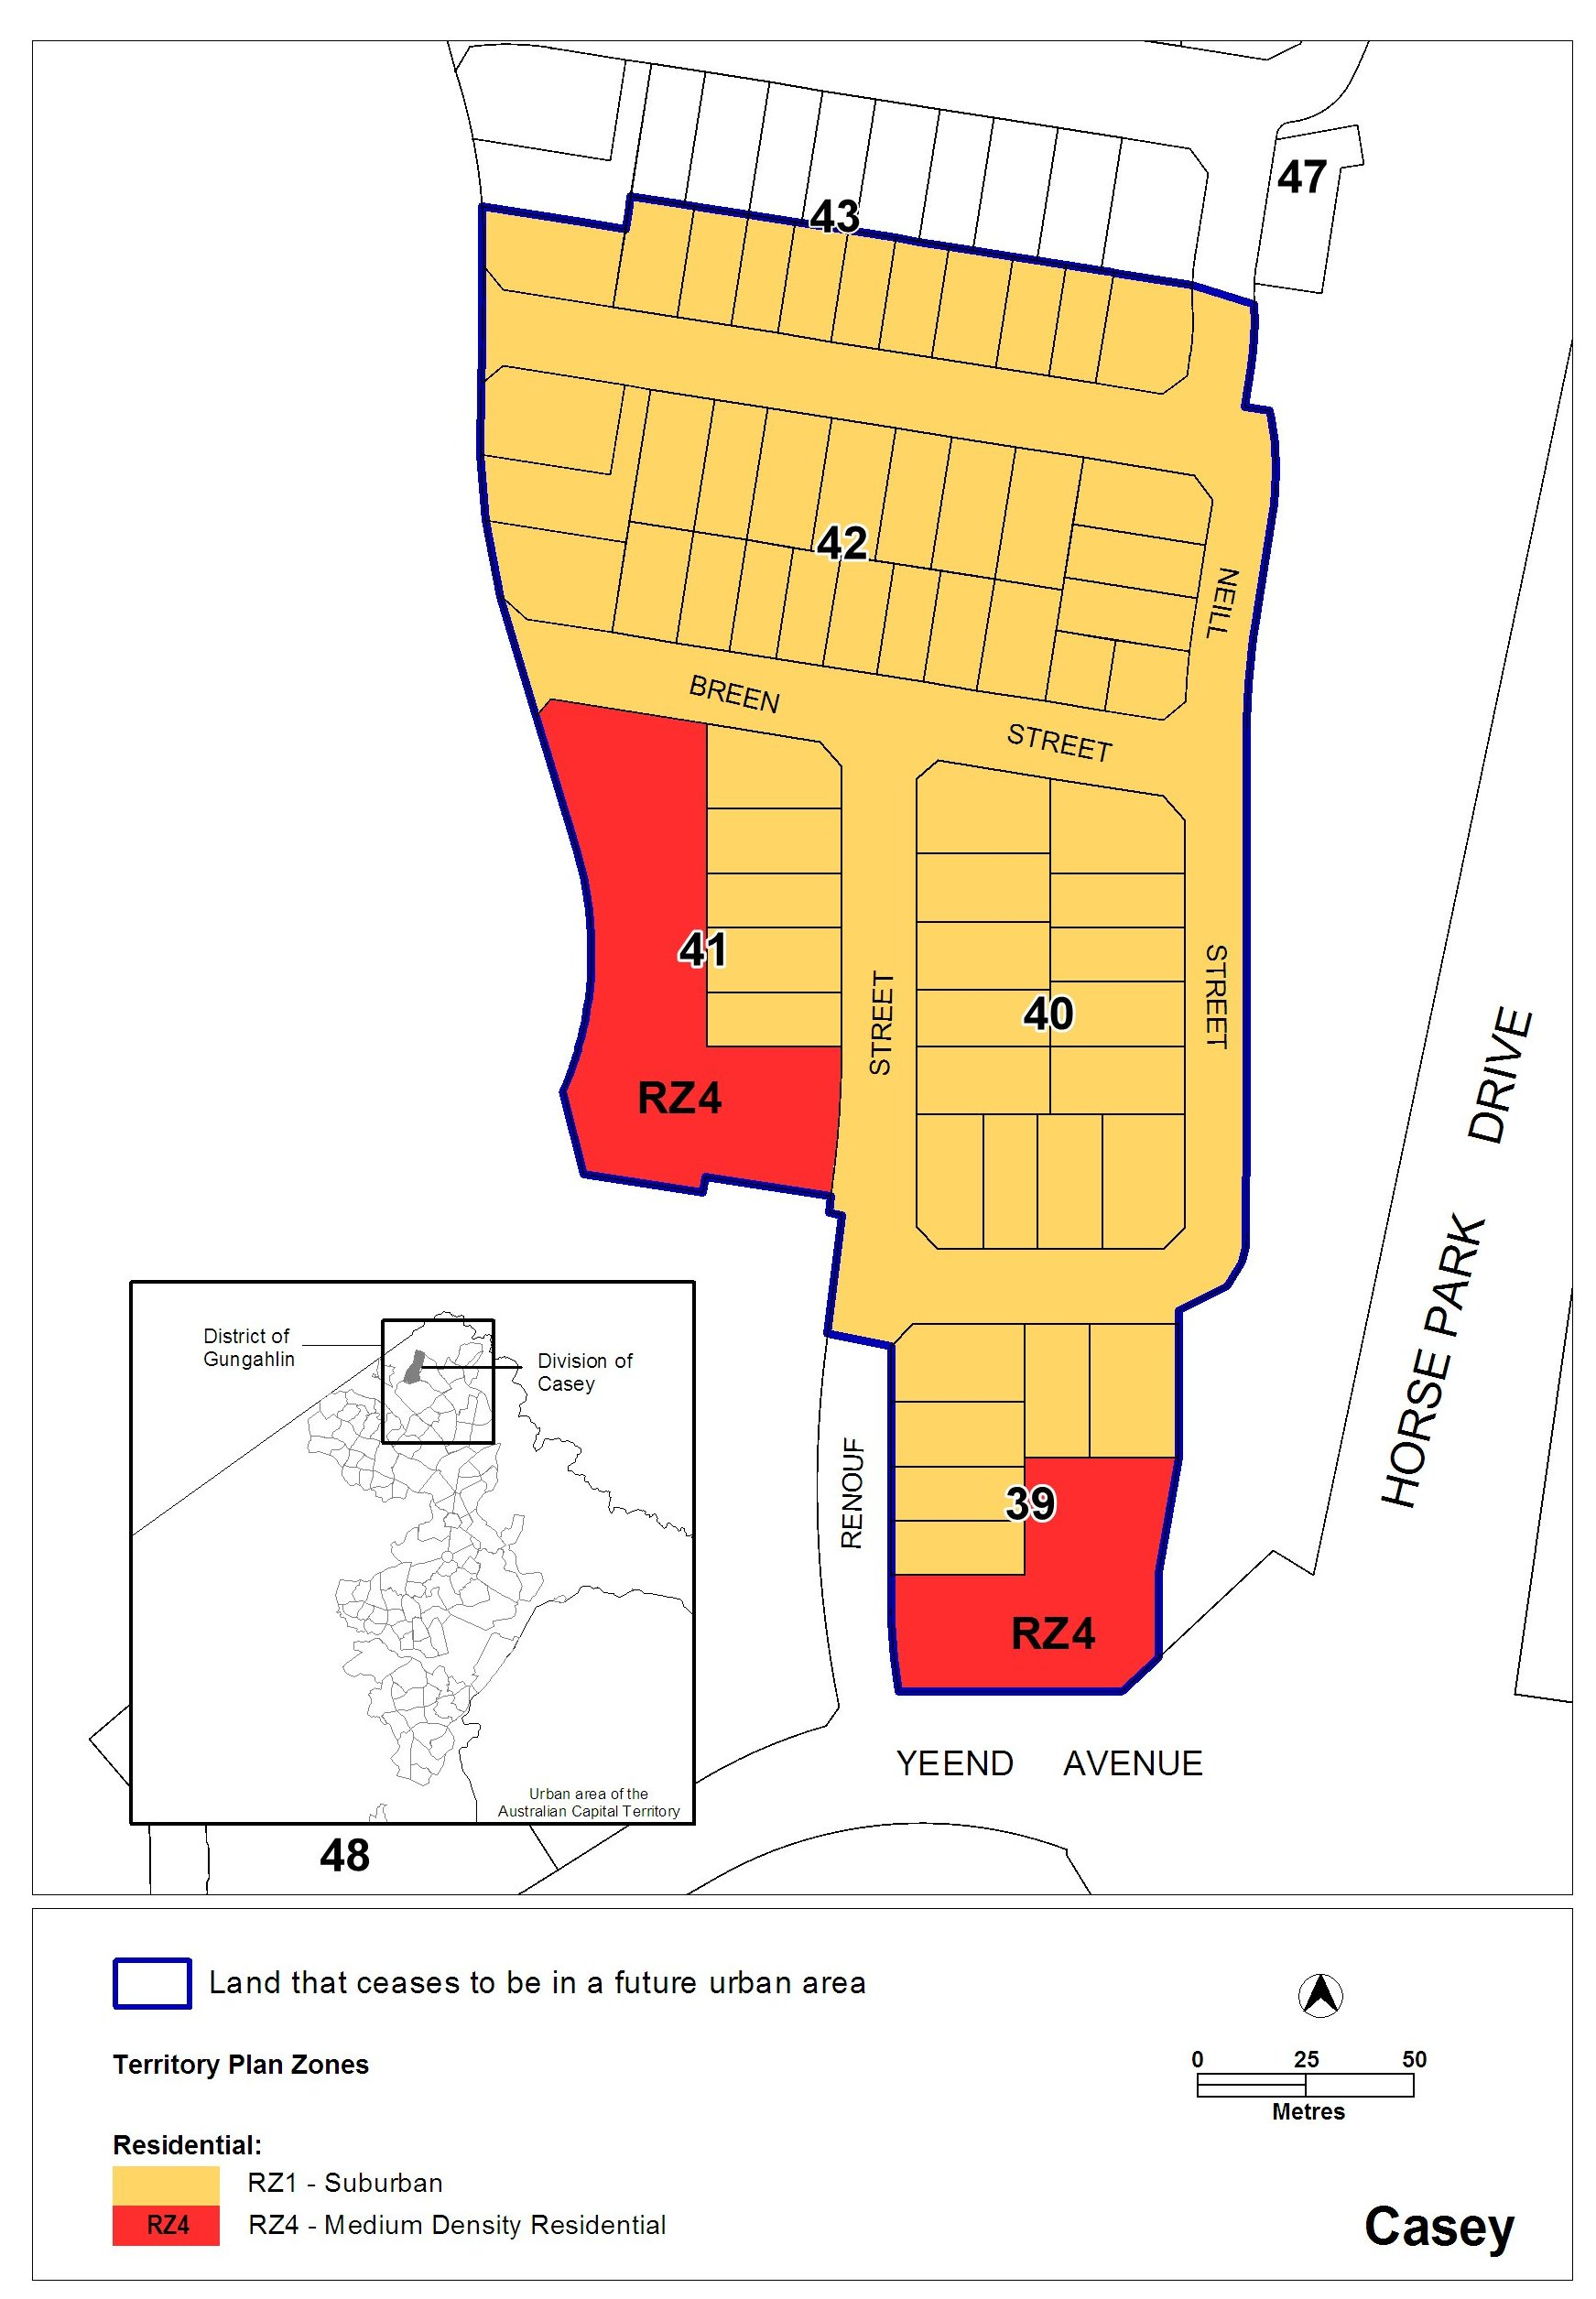 47
43
42
NEILL
BREEN
STREET
41
STREET
STREET
40
RZ4
HORSE PARK DRIVE
District of
Gungahlin
Division of
Casey
RENOUF
39
RZ4
YEEND AVENUE
Urban area of the
Australian Capital Territory
48
Land that ceases to be in a future urban area
Territory Plan Zones
0 25 50
Metres
Residential:
RZ1 - Suburban
RZ4 RZ4 - Medium Density Residential
Casey